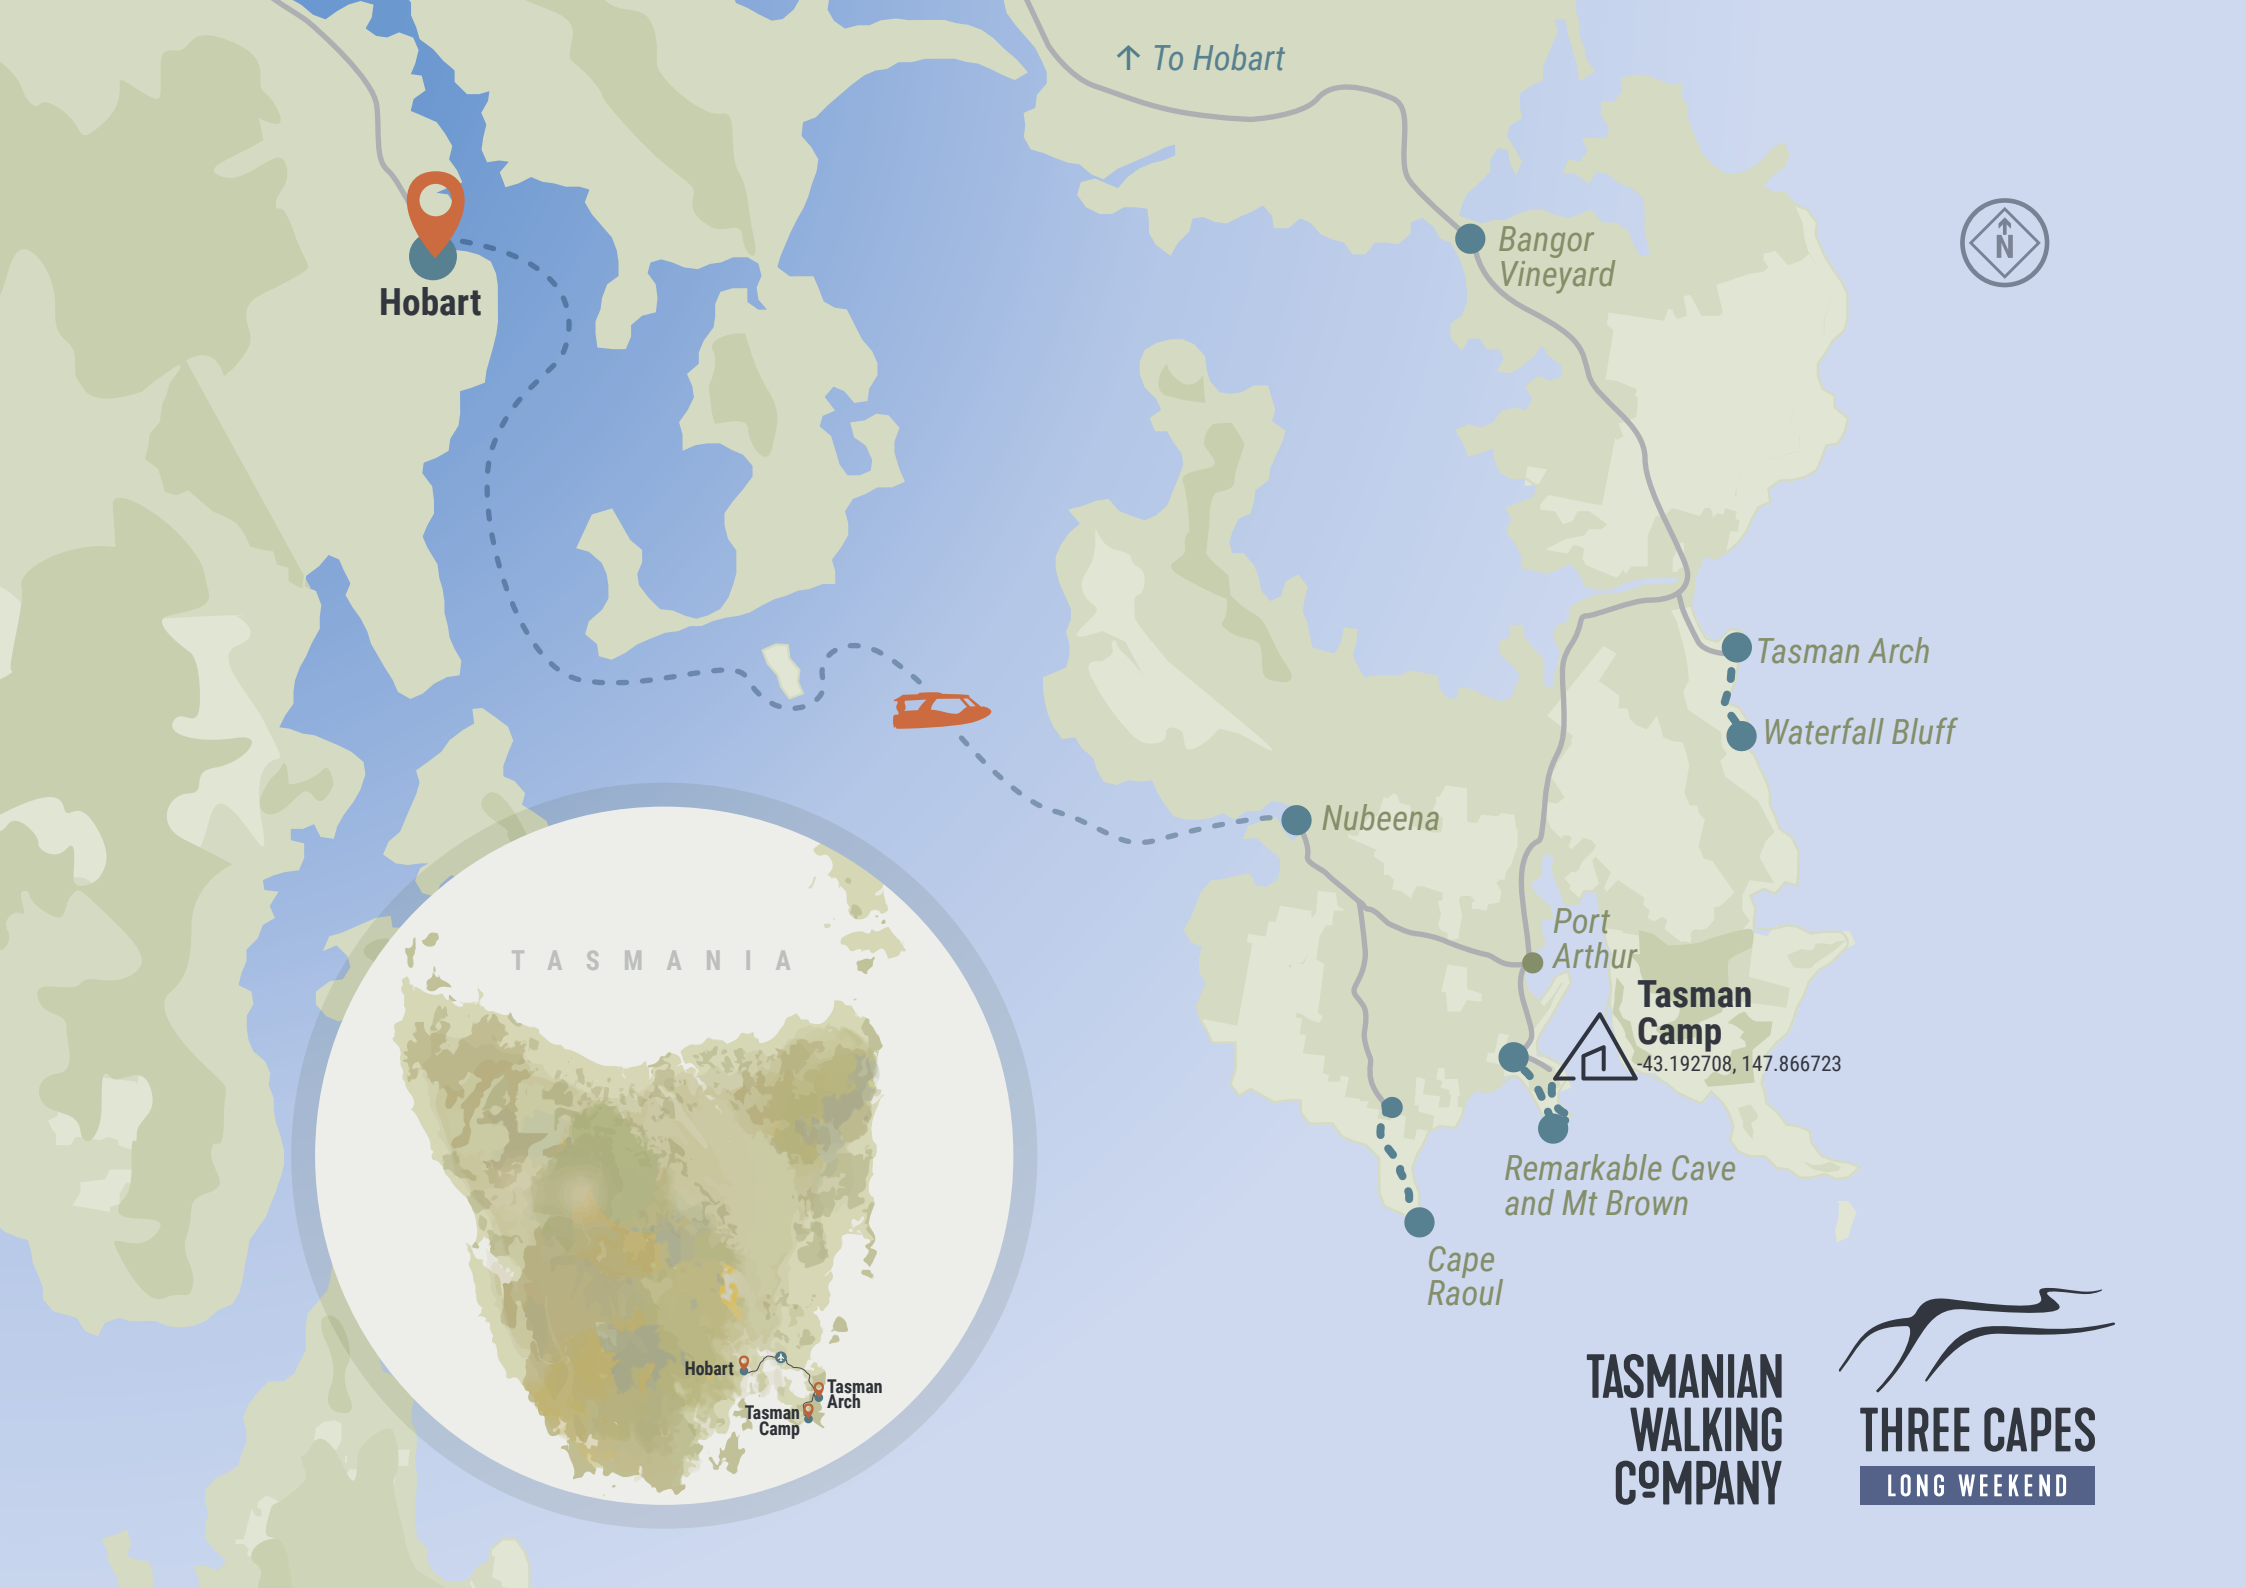 ↑ To Hobart
Bangor
Vineyard
N
Hobart
Tasman Arch
Waterfall Bluff
Nubeena
Port
Arthur
Tasman
Camp
-43.192708, 147.866723
Remarkable Cave
and Mt Brown
Cape
Raoul
TASMANIA
Hobart
Tasman
Arch
Tasman
Camp
TASMANIAN
WALKING
COMPANY
THREE CAPES
LONG WEEKEND